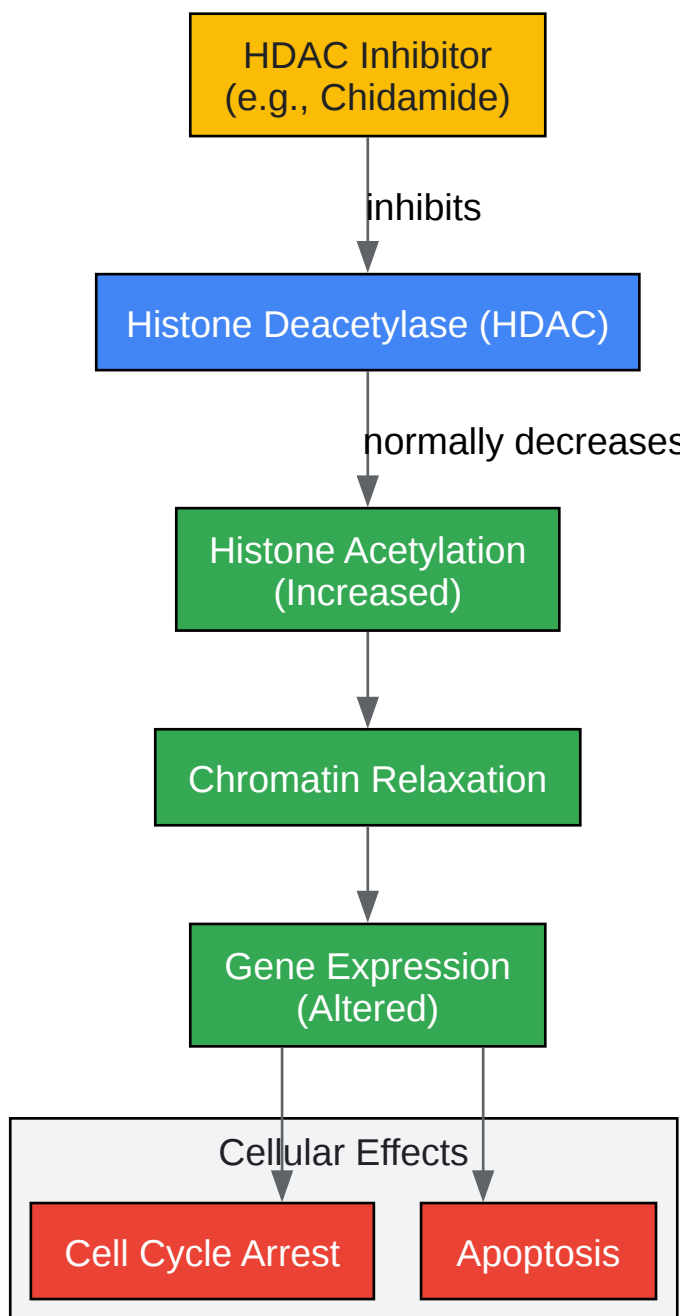 HDAC Inhibitor
(e.g., Chidamide)
inhibits
Histone Deacetylase (HDAC)
normally decreases
Histone Acetylation
(Increased)
Chromatin Relaxation
Gene Expression
(Altered)
Cellular Effects
Cell Cycle Arrest
Apoptosis